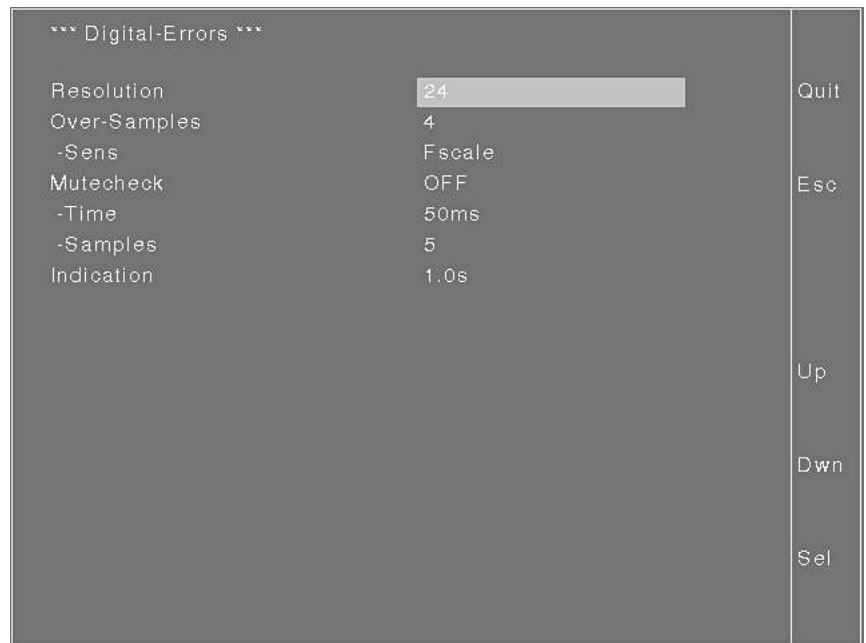 *** Digital-Errors ***
Resolution 24 Quit
Over-Samples 4
-Sens Fscale
Mutecheck OFF Esc
-Time 50ms
-Samples 5
Indication 1.0s
Up
Dwn
Sel